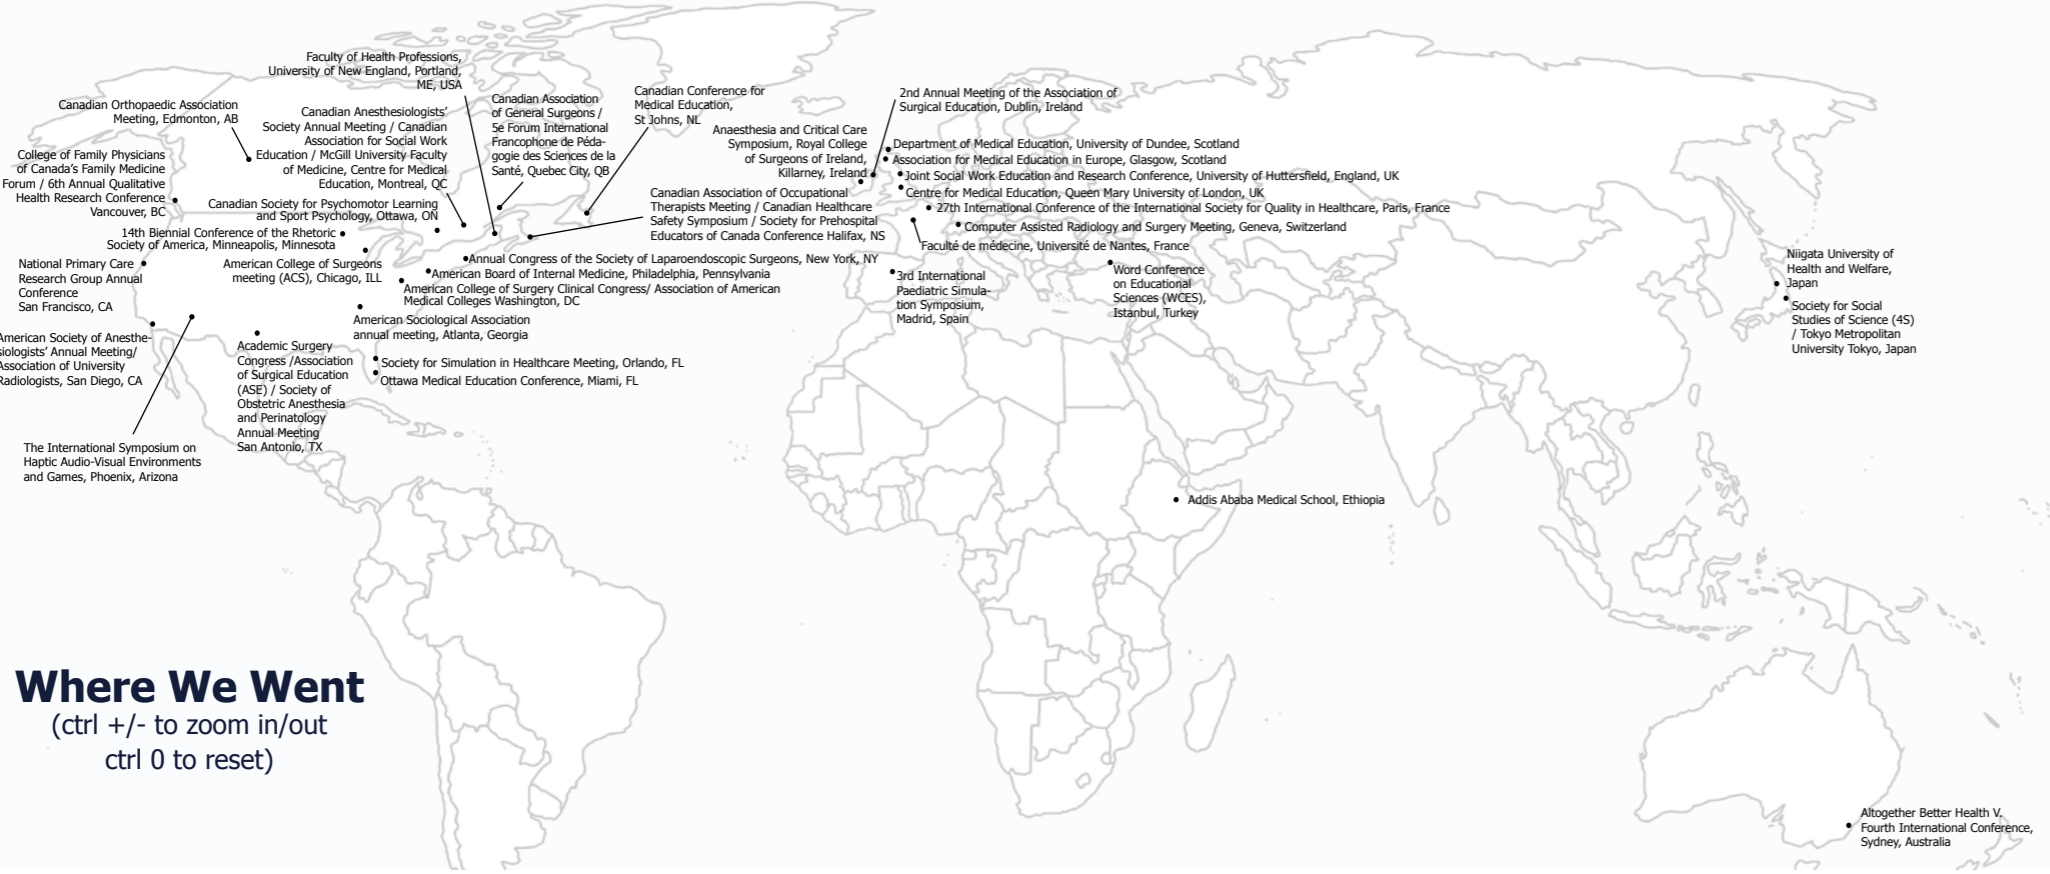 Faculty of Health Professions,
University of New England, Portland,
ME, USA
Canadian Orthopaedic Association
Meeting, Edmonton, AB
Canadian Anesthesiologists'
Society Annual Meeting / Canadian
Association for Social Work
Education / McGill University Faculty
of Medicine, Centre for Medical
Education, Montreal, QC
Canadian Association
of General Surgeons /
5e Forum International
Francophone de Péda-
gogie des Sciences de la
Santé, Quebec City, QB
Canadian Conference for
Medical Education,
St Johns, NL
College of Family Physicians
of Canada's Family Medicine
Forum / 6th Annual Qualitative
Health Research Conference
Vancouver, BC
Canadian Society for Psychomotor Learning
and Sport Psychology, Ottawa, ON
14th Biennial Conference of the Rhetoric
Society of America, Minneapolis, Minnesota
National Primary Care
Research Group Annual
Conference
San Francisco, CA
American College of Surgeons
meeting (ACS), Chicago, ILL
Canadian Association of Occupational
Therapists Meeting / Canadian Healthcare
Safety Symposium / Society for Prehospital
Educators of Canada Conference Halifax, NS
Annual Congress of the Society of Laparoendoscopic Surgeons, New York, NY
American Board of Internal Medicine, Philadelphia, Pennsylvania
American College of Surgery Clinical Congress/ Association of American
Medical Colleges Washington, DC
American Sociological Association
annual meeting, Atlanta, Georgia
American Society of Anesthe-
siologists' Annual Meeting/
Association of University
Radiologists, San Diego, CA
Academic Surgery
Congress /Association
of Surgical Education
(ASE) / Society of
Obstetric Anesthesia
and Perinatology
Annual Meeting
San Antonio, TX
Society for Simulation in Healthcare Meeting, Orlando, FL
Ottawa Medical Education Conference, Miami, FL
The International Symposium on
Haptic Audio-Visual Environments
and Games, Phoenix, Arizona
2nd Annual Meeting of the Association of
Surgical Education, Dublin, Ireland
Anaesthesia and Critical Care
Symposium, Royal College
of Surgeons of Ireland,
Killarney, Ireland
Department of Medical Education, University of Dundee, Scotland
Association for Medical Education in Europe, Glasgow, Scotland
Joint Social Work Education and Research Conference, University of Huttersfield, England, UK
Centre for Medical Education, Queen Mary University of London, UK
27th International Conference of the International Society for Quality in Healthcare, Paris, France
Computer Assisted Radiology and Surgery Meeting, Geneva, Switzerland
Faculté de médecine, Université de Nantes, France
3rd International
Paediatric Simula-
tion Symposium,
Madrid, Spain
Word Conference
on Educational
Sciences (WCES),
Istanbul, Turkey
Niigata University of
Health and Welfare,
Japan
Society for Social
Studies of Science (4S)
/ Tokyo Metropolitan
University Tokyo, Japan
Addis Ababa Medical School, Ethiopia
Altogether Better Health V.
Fourth International Conference,
Sydney, Australia
Where We Went
(ctrl +/- to zoom in/out
ctrl 0 to reset)